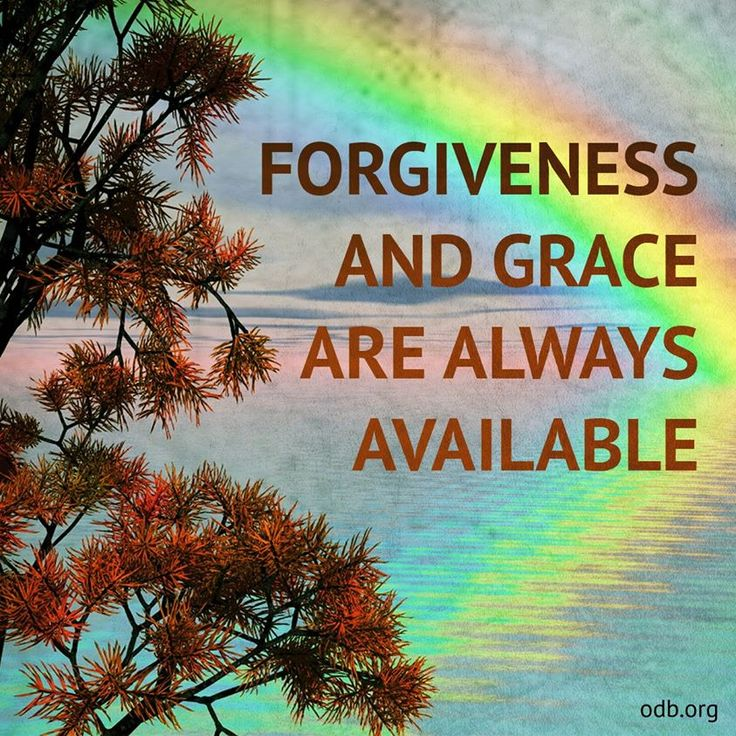 FORGIVENESS
AND GRACE
ARE ALWAYS
AVAILABLE
odb.org